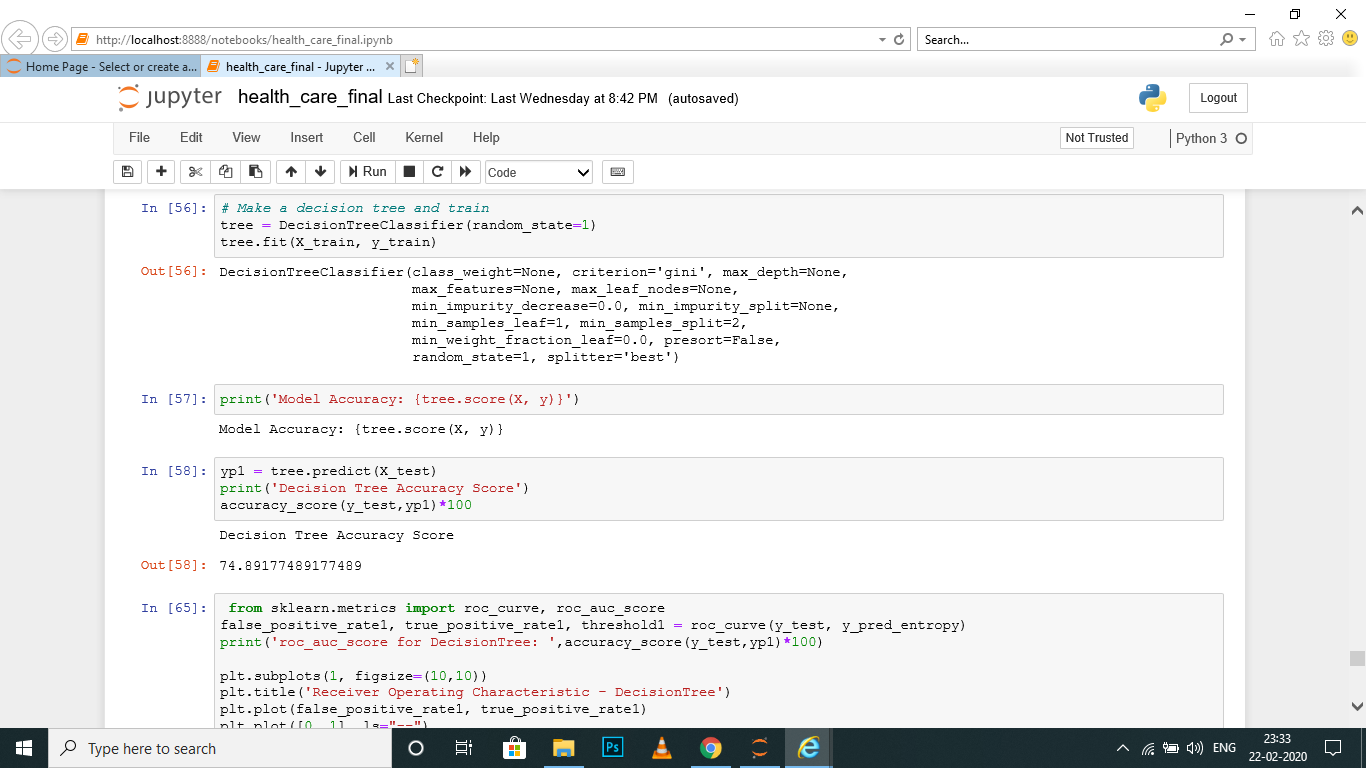 http://localhost:8888/notebooks/health_care_final.ipynb
Search...
Home Page - Select or create a...
health_care_final - Jupyter ...
jupyter health_care_final Last Checkpoint: Last Wednesday at 8:42 PM (autosaved)
Logout
File Edit View Insert Cell Kernel Help
Not Trusted
Python 3
Run
Code
In [56]: # Make a decision tree and train
tree = DecisionTreeClassifier(random_state=1)
tree.fit(X_train, y_train)
Out[56]: DecisionTreeClassifier(class_weight=None, criterion='gini', max_depth=None,
max_features=None, max_leaf_nodes=None,
min_impurity_decrease=0.0, min_impurity_split=None,
min_samples_leaf=1, min_samples_split=2,
min_weight_fraction_leaf=0.0, presort=False,
random_state=1, splitter='best')
In [57]: print('Model Accuracy: {tree.score(X, y)}')
Model Accuracy: {tree.score(X, y)}
In [58]: yp1 = tree.predict(X_test)
print('Decision Tree Accuracy Score')
accuracy_score(y_test,yp1)*100
Decision Tree Accuracy Score
Out[58]: 74.89177489177489
In [65]: from sklearn.metrics import roc_curve, roc_auc_score
false_positive_rate1, true_positive_rate1, threshold1 = roc_curve(y_test, y_pred_entropy)
print('roc_auc_score for DecisionTree: ',accuracy_score(y_test,yp1)*100)
plt.subplots(1, figsize=(10,10))
plt.title('Receiver Operating Characteristic - DecisionTree')
plt.plot(false_positive_rate1, true_positive_rate1)
plt.plot([0, 1], ls="--")
Type here to search
Ps
ENG
23:33
22-02-2020